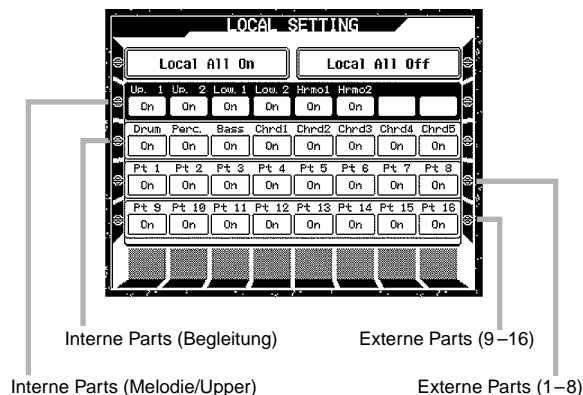 LOCAL SETTING
Local All On Local All Off
Up. 1 Up. 2 Low. 1 Low. 2 Hrmo1 Hrmo2
On On On On On On
Drum Perc. Bass Chrd1 Chrd2 Chrd3 Chrd4 Chrd5
On On On On On On On On
Pt 1 Pt 2 Pt 3 Pt 4 Pt 5 Pt 6 Pt 7 Pt 8
On On On On On On On On
Pt 9 Pt 10 Pt 11 Pt 12 Pt 13 Pt 14 Pt 15 Pt 16
On On On On On On On On
Interne Parts (Begleitung) Externe Parts (9–16)
Interne Parts (Melodie/Upper) Externe Parts (1–8)